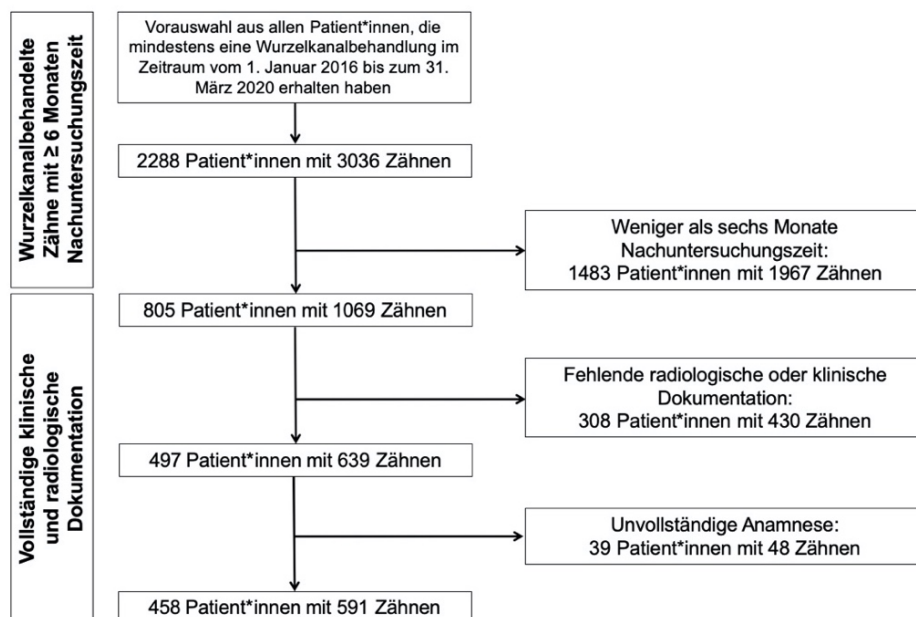 Wurzelkanalbehandelte
Zähne mit ≥ 6 Monaten
Nachuntersuchungszeit
Vorauswahl aus allen Patient*innen, die
mindestens eine Wurzelkanalbehandlung im
Zeitraum vom 1. Januar 2016 bis zum 31.
März 2020 erhalten haben
2288 Patient*innen mit 3036 Zähnen
Weniger als sechs Monate
Nachuntersuchungszeit:
1483 Patient*innen mit 1967 Zähnen
805 Patient*innen mit 1069 Zähnen
Vollständige klinische
und radiologische
Dokumentation
Fehlende radiologische oder klinische
Dokumentation:
308 Patient*innen mit 430 Zähnen
497 Patient*innen mit 639 Zähnen
Unvollständige Anamnese:
39 Patient*innen mit 48 Zähnen
458 Patient*innen mit 591 Zähnen